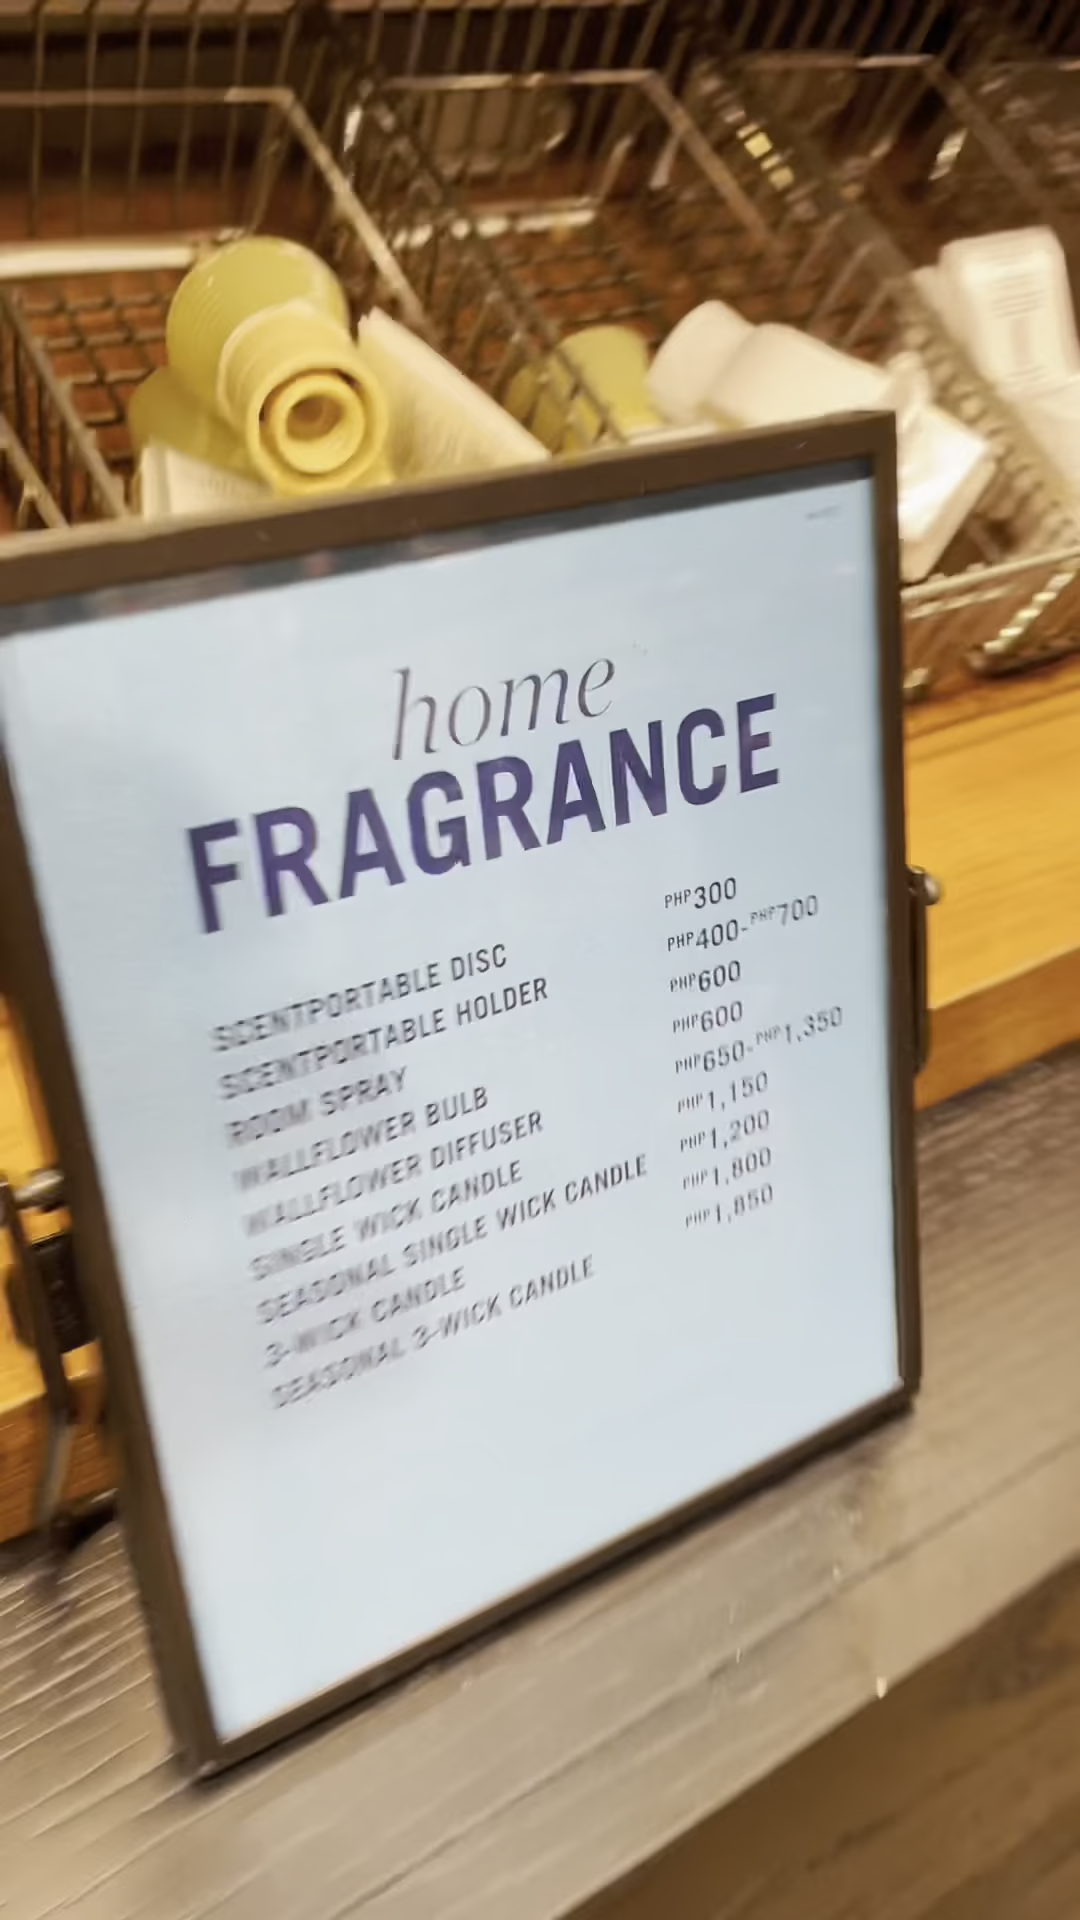 home
FRAGRANCE
SCENTPORTABLE DISC PHP300
SCENTPORTABLE HOLDER PHP400-PHP700
ROOM SPRAY PHP600
WALLFLOWER BULB PHP600
WALLFLOWER DIFFUSER PHP650-PHP1,350
SINGLE WICK CANDLE PHP1,150
SEASONAL SINGLE WICK CANDLE PHP1,200
3-WICK CANDLE PHP1,800
SEASONAL 3-WICK CANDLE PHP1,850